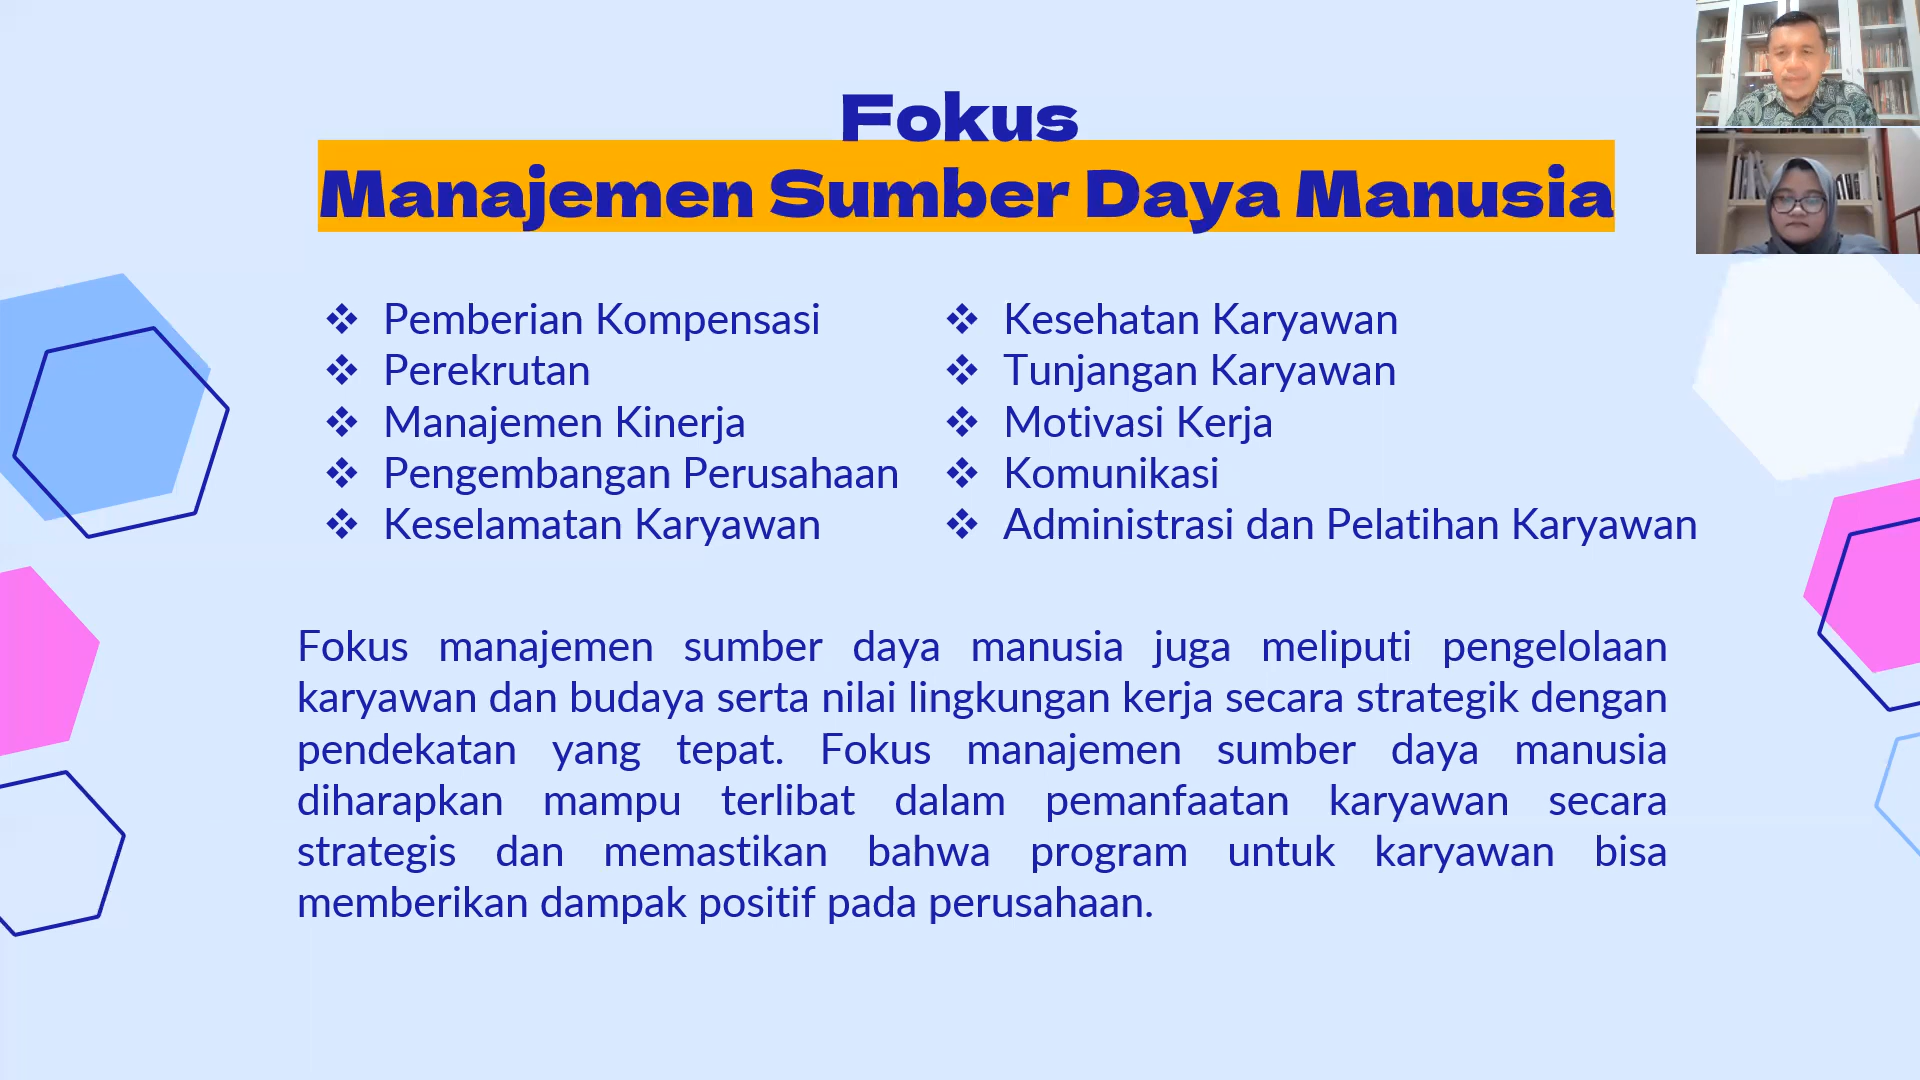 Fokus
Manajemen Sumber Daya Manusia
❖ Pemberian Kompensasi
❖ Perekrutan
❖ Manajemen Kinerja
❖ Pengembangan Perusahaan
❖ Keselamatan Karyawan
❖ Kesehatan Karyawan
❖ Tunjangan Karyawan
❖ Motivasi Kerja
❖ Komunikasi
❖ Administrasi dan Pelatihan Karyawan
Fokus manajemen sumber daya manusia juga meliputi pengelolaan
karyawan dan budaya serta nilai lingkungan kerja secara strategik dengan
pendekatan yang tepat. Fokus manajemen sumber daya manusia
diharapkan mampu terlibat dalam pemanfaatan karyawan secara
strategis dan memastikan bahwa program untuk karyawan bisa
memberikan dampak positif pada perusahaan.